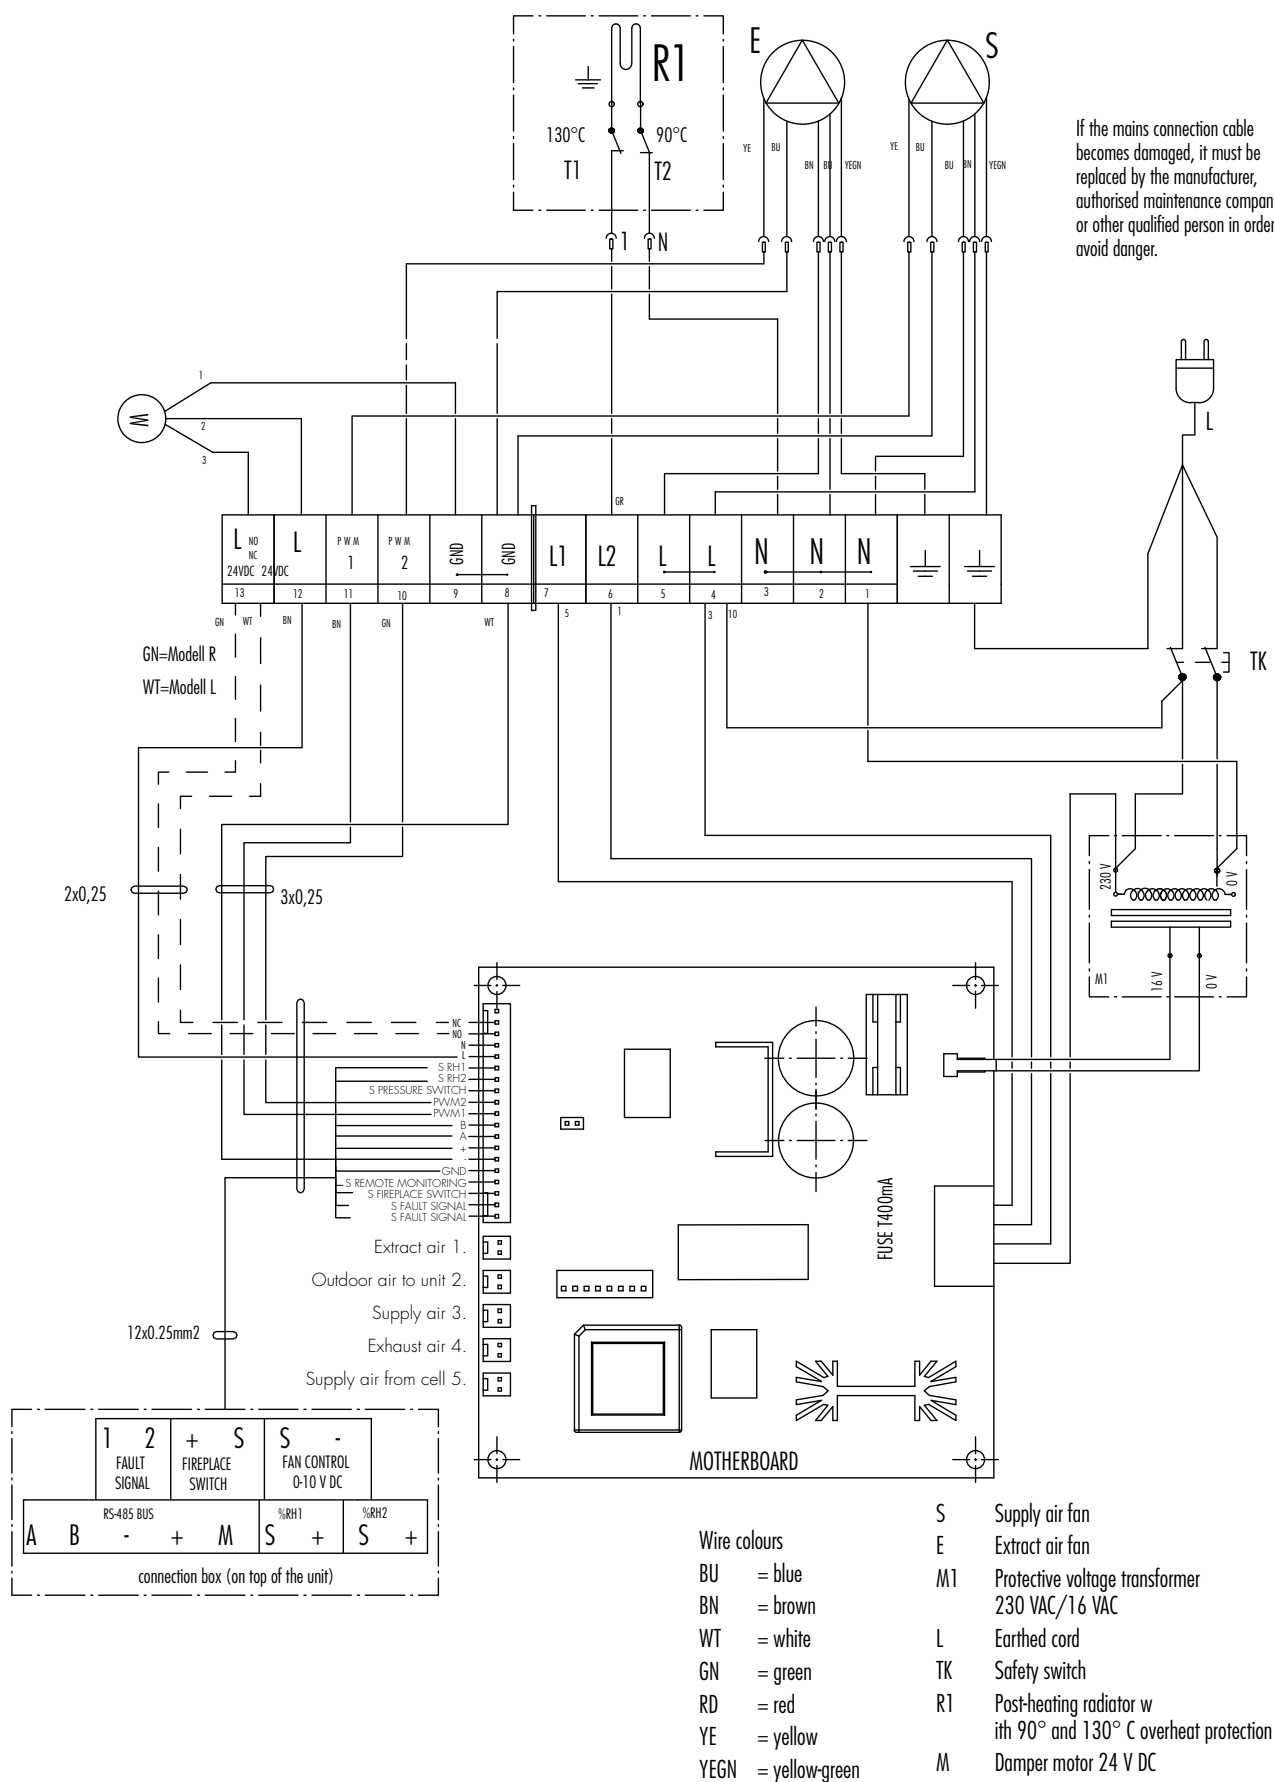 R1
E
S
130°C
90°C
T1
T2
YE
BU
BN
BU
YEGN
YE
BU
BU
BN
YEGN
1
N
If the mains connection cable
becomes damaged, it must be
replaced by the manufacturer,
authorised maintenance compan
or other qualified person in order
avoid danger.
L
1
2
3
M
GR
L NO
NC
24VDC 24VDC
L
PWM
1
PWM
2
GND
GND
L1
L2
L
L
N
N
N
13
12
11
10
9
8
7
6
5
4
3
2
1
GN
WT
BN
BN
GN
WT
5
1
3
10
GN=Modell R
WT=Modell L
TK
2x0,25
3x0,25
230 V
0 V
M1
16 V
0 V
NC
NO
N
L
S RH1
S RH2
S PRESSURE SWITCH
PWM2
PWM1
B
A
+
-
GND
S REMOTE MONITORING
S FIREPLACE SWITCH
S FAULT SIGNAL
S FAULT SIGNAL
Extract air 1.
Outdoor air to unit 2.
Supply air 3.
Exhaust air 4.
Supply air from cell 5.
FUSE T400mA
MOTHERBOARD
12x0.25mm2
1 2
FAULT
SIGNAL
+ S
FIREPLACE
SWITCH
S -
FAN CONTROL
0-10 V DC
RS-485 BUS
A B - + M
%RH1
S +
%RH2
S +
connection box (on top of the unit)
Wire colours
BU = blue
BN = brown
WT = white
GN = green
RD = red
YE = yellow
YEGN = yellow-green
S Supply air fan
E Extract air fan
M1 Protective voltage transformer
230 VAC/16 VAC
L Earthed cord
TK Safety switch
R1 Post-heating radiator w
ith 90° and 130° C overheat protection
M Damper motor 24 V DC